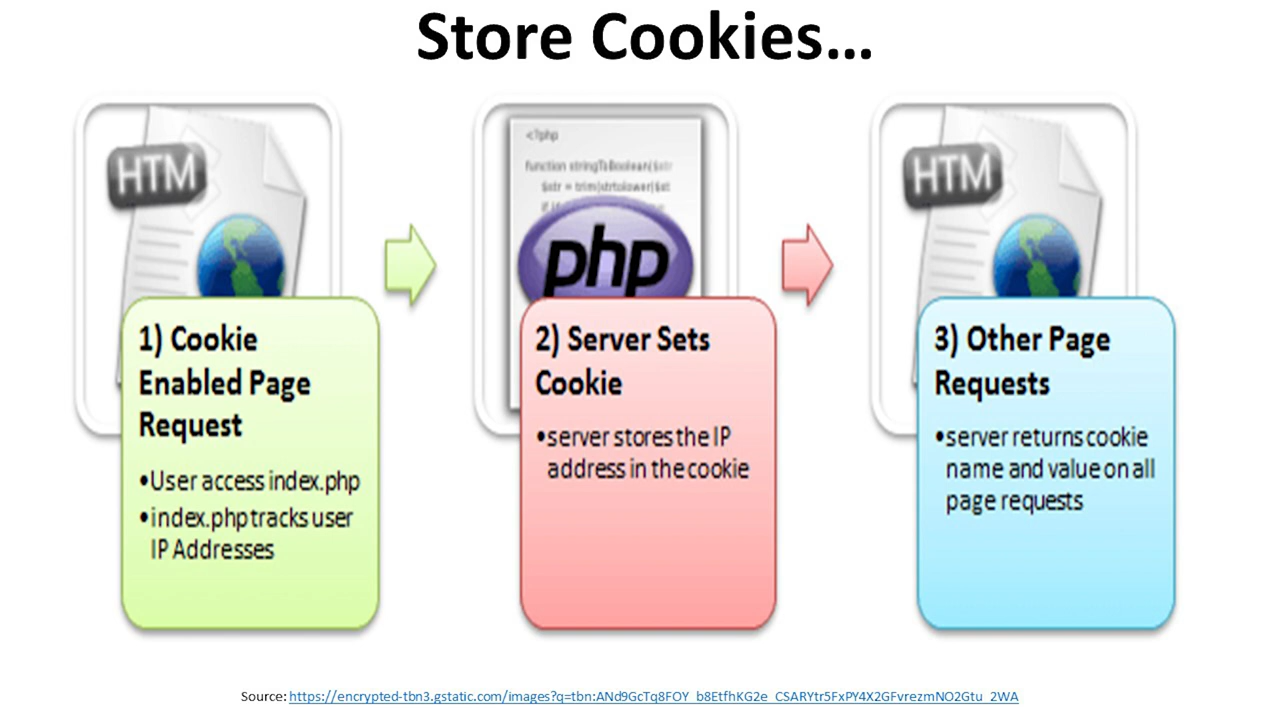 Store Cookies...
HTM
<?php
function stringToBoolean($str
$str = trim(strtolower($st
php
HTM
1) Cookie
Enabled Page
Request
•User access index.php
•index.php tracks user
IP Addresses
2) Server Sets
Cookie
•server stores the IP
address in the cookie
3) Other Page
Requests
•server returns cookie
name and value on all
page requests
Source: https://encrypted-tbn3.gstatic.com/images?q=tbn:ANd9GcTq8FOY_b8EtfhKG2e_CSARYtr5FxPY4X2GFvrezmNO2Gtu_2WA